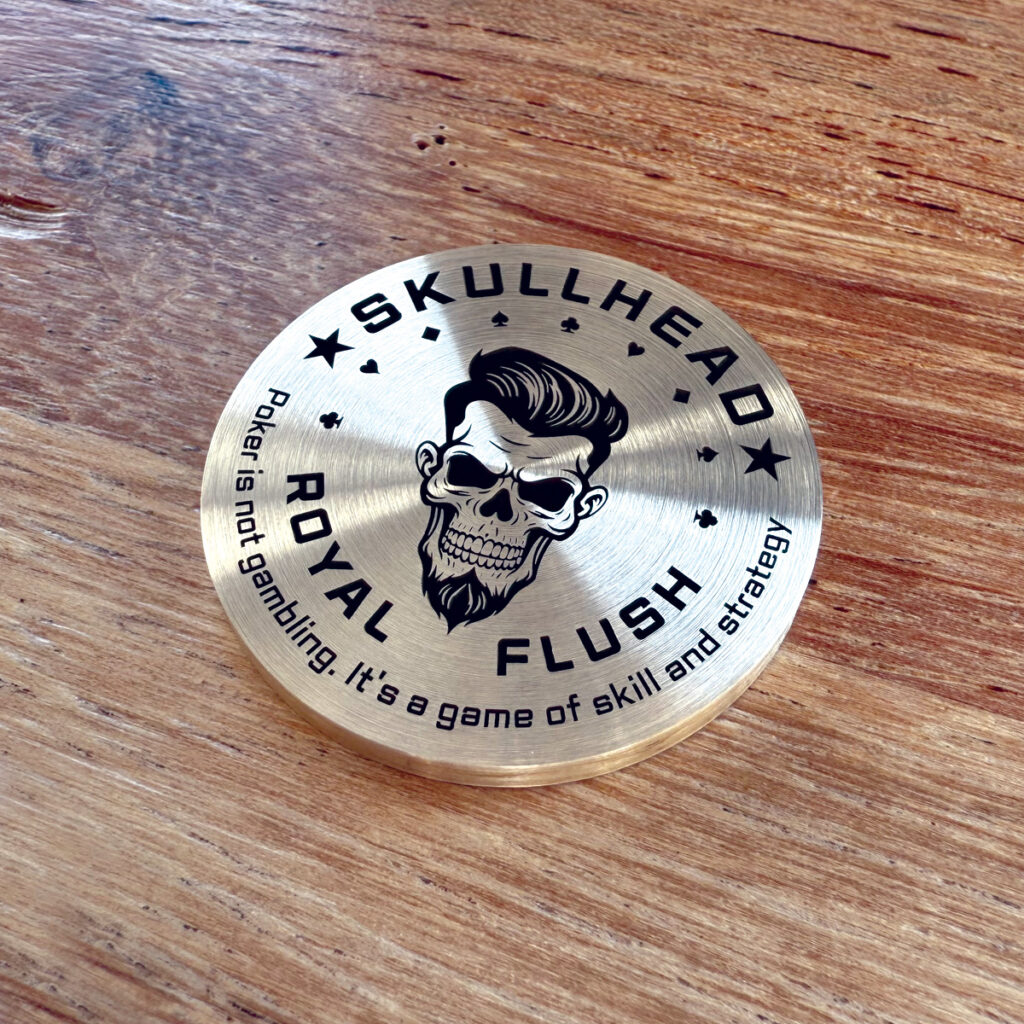 SKULLHEAD
ROYAL FLUSH
Poker is not gambling. It's a game of skill and strategy